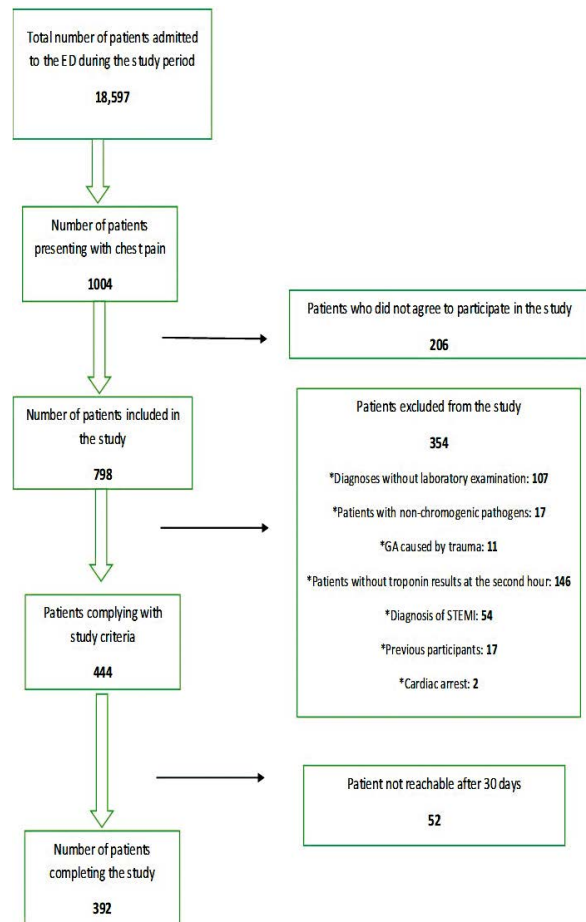 Total number of patients admitted
to the ED during the study period
18,597
Number of patients
presenting with chest pain
1004
Patients who did not agree to participate in the study
206
Number of patients included in
the study
798
Patients excluded from the study
354
*Diagnoses without laboratory examination: 107
*Patients with non-chromogenic pathogens: 17
*GA caused by trauma: 11
*Patients without troponin results at the second hour: 146
*Diagnosis of STEMI: 54
*Previous participants: 17
*Cardiac arrest: 2
Patients complying with
study criteria
444
Patient not reachable after 30 days
52
Number of patients
completing the study
392